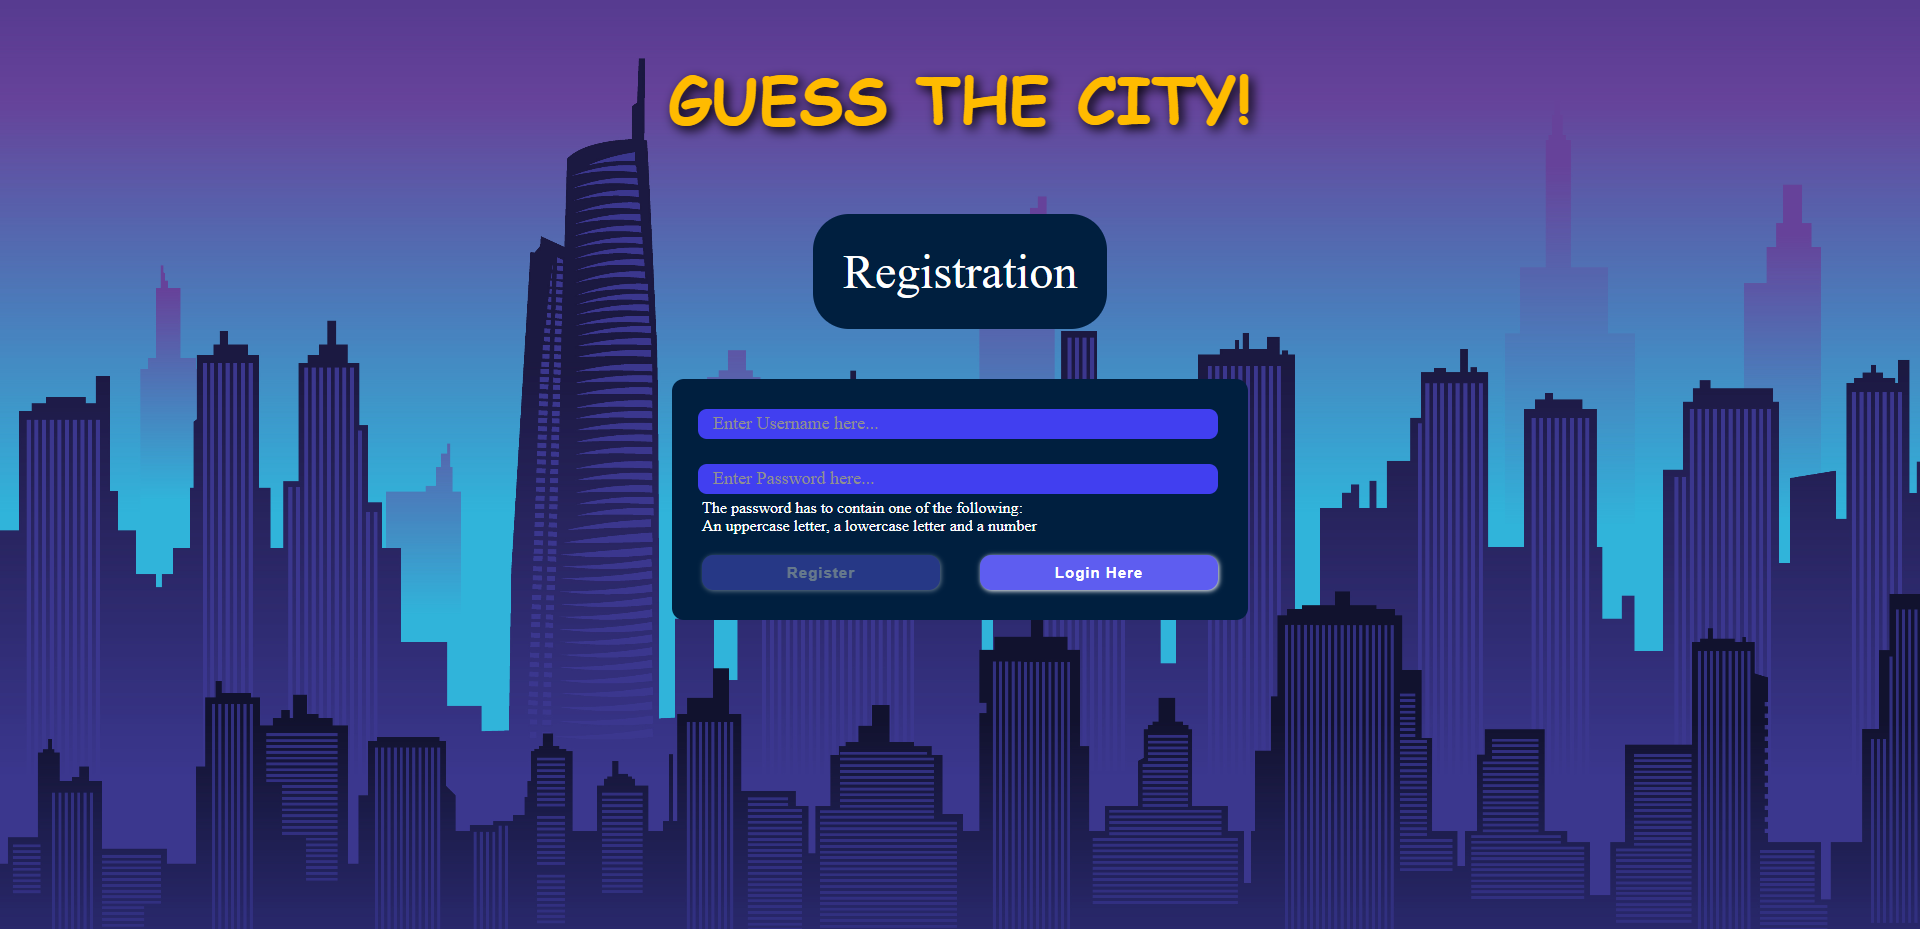 GUESS THE CITY!
Registration
Enter Username here...
Enter Password here...
The password has to contain one of the following:
An uppercase letter, a lowercase letter and a number
Register
Login Here